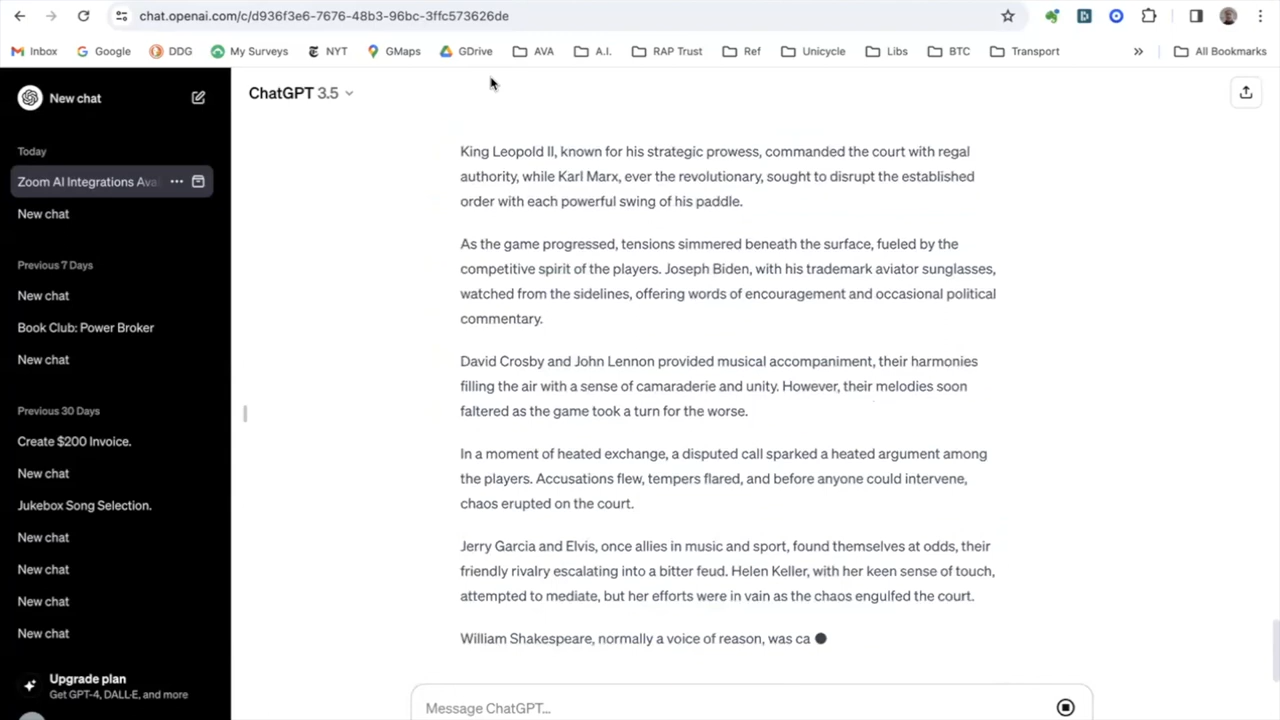 chat.openai.com/c/d936f3e6-7676-48b3-96bc-3ffc573626de
Inbox
Google
DDG
My Surveys
NYT
GMaps
GDrive
AVA
A.I.
RAP Trust
Ref
Unicycle
Libs
BTC
Transport
»
All Bookmarks
New chat
Today
Zoom AI Integrations Ava
New chat
Previous 7 Days
New chat
Book Club: Power Broker
New chat
Previous 30 Days
Create $200 Invoice.
New chat
Jukebox Song Selection.
New chat
New chat
New chat
New chat
Upgrade plan
Get GPT-4, DALL·E, and more
ChatGPT 3.5
King Leopold II, known for his strategic prowess, commanded the court with regal
authority, while Karl Marx, ever the revolutionary, sought to disrupt the established
order with each powerful swing of his paddle.
As the game progressed, tensions simmered beneath the surface, fueled by the
competitive spirit of the players. Joseph Biden, with his trademark aviator sunglasses,
watched from the sidelines, offering words of encouragement and occasional political
commentary.
David Crosby and John Lennon provided musical accompaniment, their harmonies
filling the air with a sense of camaraderie and unity. However, their melodies soon
faltered as the game took a turn for the worse.
In a moment of heated exchange, a disputed call sparked a heated argument among
the players. Accusations flew, tempers flared, and before anyone could intervene,
chaos erupted on the court.
Jerry Garcia and Elvis, once allies in music and sport, found themselves at odds, their
friendly rivalry escalating into a bitter feud. Helen Keller, with her keen sense of touch,
attempted to mediate, but her efforts were in vain as the chaos engulfed the court.
William Shakespeare, normally a voice of reason, was ca
Message ChatGPT...